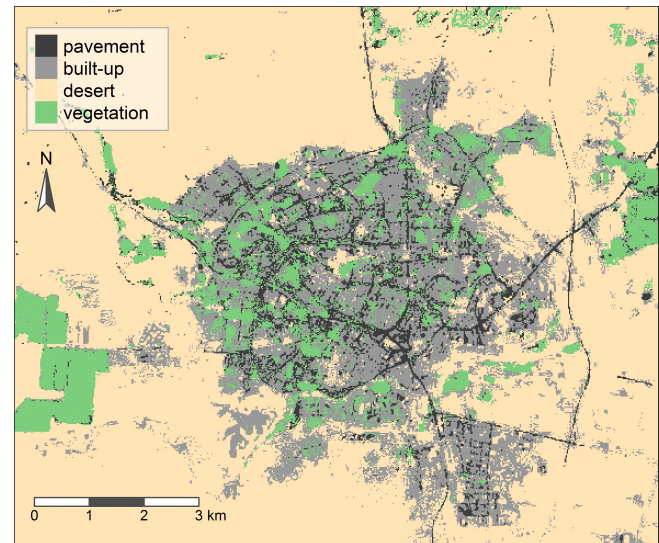 pavement
built-up
desert
vegetation
N
0 1 2 3 km